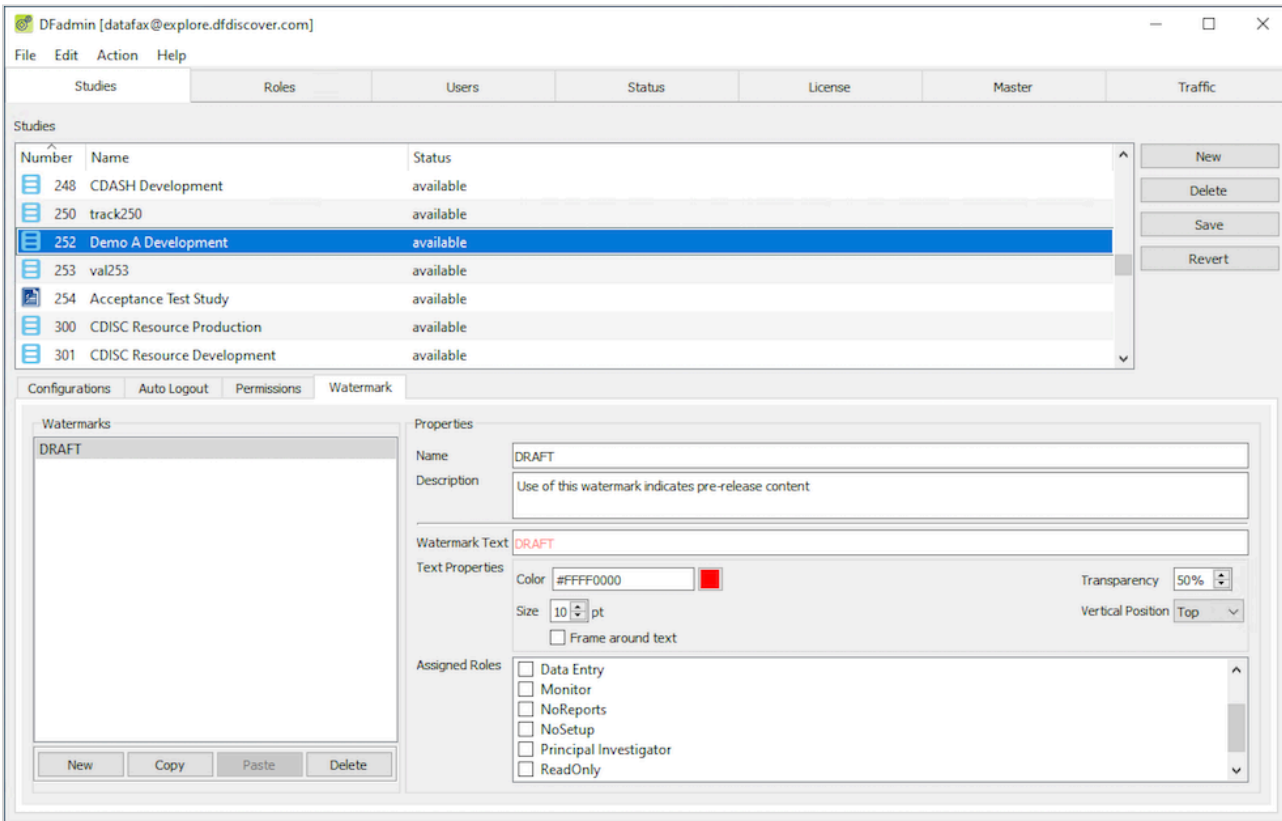 DFadmin [datafax@explore.dfdiscover.com]
File Edit Action Help
Studies Roles Users Status License Master Traffic
Studies
Number Name Status
248 CDASH Development available
250 track250 available
252 Demo A Development available
253 val253 available
254 Acceptance Test Study available
300 CDISC Resource Production available
301 CDISC Resource Development available
New
Delete
Save
Revert
Configurations Auto Logout Permissions Watermark
Watermarks
DRAFT
New Copy Paste Delete
Properties
Name DRAFT
Description Use of this watermark indicates pre-release content
Watermark Text DRAFT
Text Properties Color #FFFF0000 Transparency 50%
Size 10 pt Vertical Position Top
Frame around text
Assigned Roles Data Entry
Monitor
NoReports
NoSetup
Principal Investigator
ReadOnly